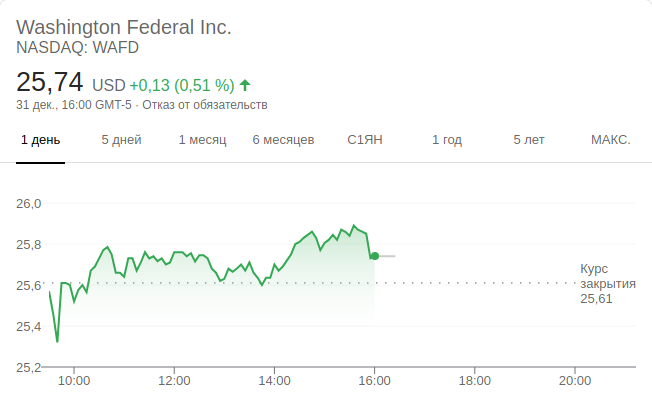 Washington Federal Inc.
NASDAQ: WAFD
25,74 USD +0,13 (0,51 %)
31 дек., 16:00 GMT-5 · Отказ от обязательств
1 день 5 дней 1 месяц 6 месяцев С1ЯН 1 год 5 лет МАКС.
26,0
25,8
Курс
закрытия
25,61
25,6
25,4
25,2
10:00 12:00 14:00 16:00 18:00 20:00